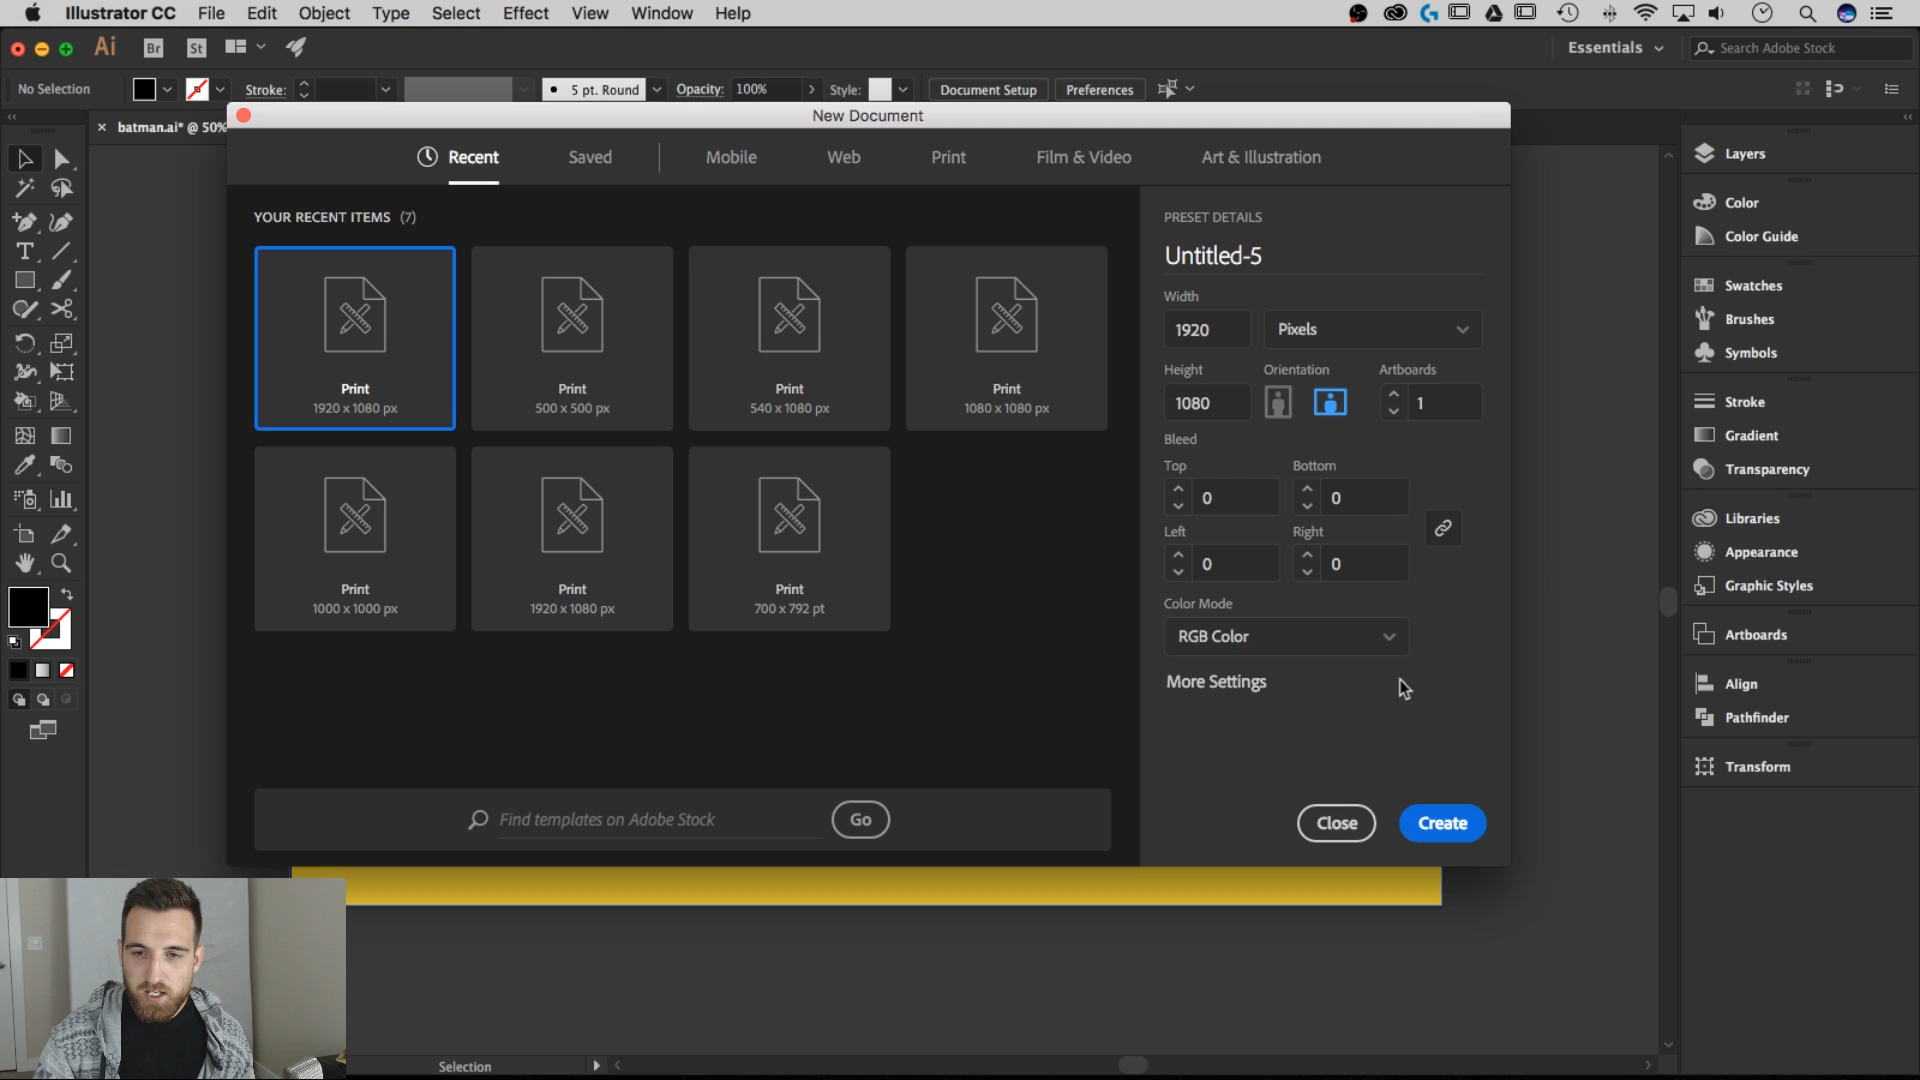 Illustrator CC File Edit Object Type Select Effect View Window Help
Ai Br St Essentials Search Adobe Stock
No Selection Stroke: 5 pt. Round Opacity: 100% Style: Document Setup Preferences
batman.ai* @ 50%
New Document
Recent Saved Mobile Web Print Film & Video Art & Illustration
YOUR RECENT ITEMS (7)
Print
1920 x 1080 px
Print
500 x 500 px
Print
540 x 1080 px
Print
1080 x 1080 px
Print
1000 x 1000 px
Print
1920 x 1080 px
Print
700 x 792 pt
Find templates on Adobe Stock Go
PRESET DETAILS
Untitled-5
Width
1920 Pixels
Height Orientation Artboards
1080 1
Bleed
Top Bottom
0 0
Left Right
0 0
Color Mode
RGB Color
More Settings
Close Create
Layers
Color
Color Guide
Swatches
Brushes
Symbols
Stroke
Gradient
Transparency
Libraries
Appearance
Graphic Styles
Artboards
Align
Pathfinder
Transform
Selection